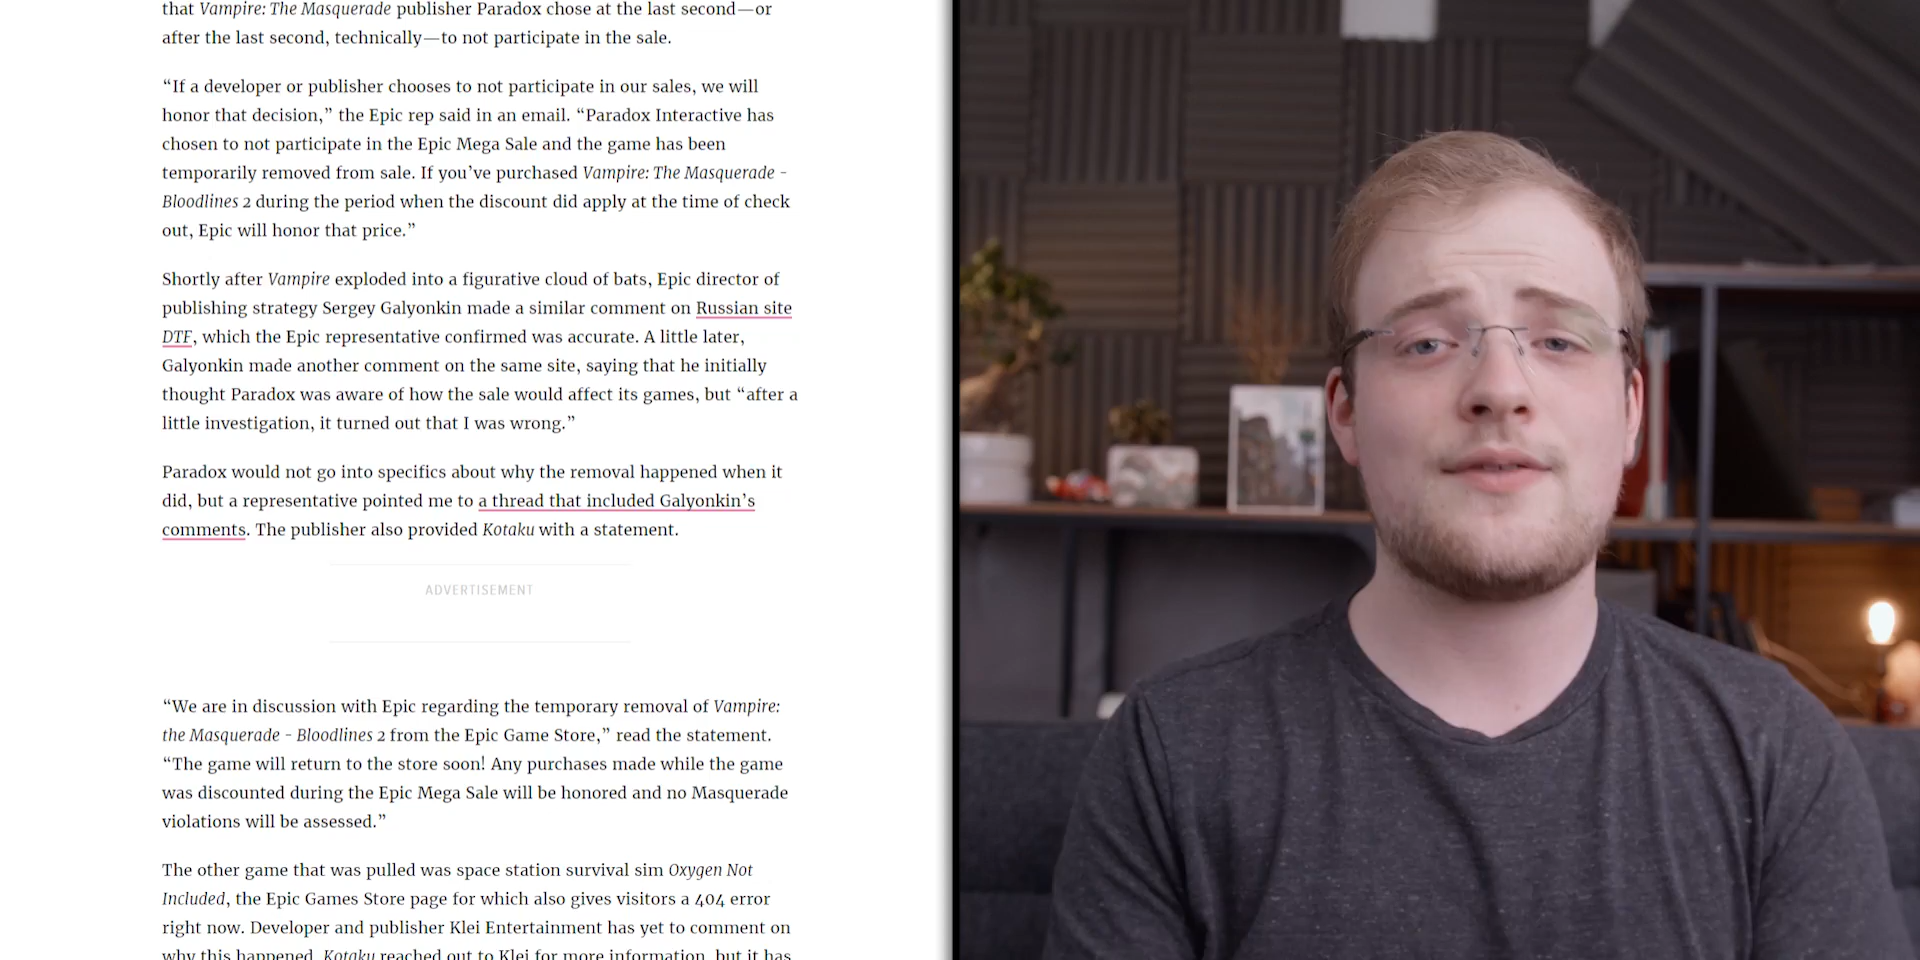 that Vampire: The Masquerade publisher Paradox chose at the last second—or
after the last second, technically—to not participate in the sale.
“If a developer or publisher chooses to not participate in our sales, we will
honor that decision,” the Epic rep said in an email. “Paradox Interactive has
chosen to not participate in the Epic Mega Sale and the game has been
temporarily removed from sale. If you’ve purchased Vampire: The Masquerade -
Bloodlines 2 during the period when the discount did apply at the time of check
out, Epic will honor that price.”
Shortly after Vampire exploded into a figurative cloud of bats, Epic director of
publishing strategy Sergey Galyonkin made a similar comment on Russian site
DTF, which the Epic representative confirmed was accurate. A little later,
Galyonkin made another comment on the same site, saying that he initially
thought Paradox was aware of how the sale would affect its games, but “after a
little investigation, it turned out that I was wrong.”
Paradox would not go into specifics about why the removal happened when it
did, but a representative pointed me to a thread that included Galyonkin’s
comments. The publisher also provided Kotaku with a statement.
ADVERTISEMENT
“We are in discussion with Epic regarding the temporary removal of Vampire:
the Masquerade - Bloodlines 2 from the Epic Game Store,” read the statement.
“The game will return to the store soon! Any purchases made while the game
was discounted during the Epic Mega Sale will be honored and no Masquerade
violations will be assessed.”
The other game that was pulled was space station survival sim Oxygen Not
Included, the Epic Games Store page for which also gives visitors a 404 error
right now. Developer and publisher Klei Entertainment has yet to comment on
why this happened. Kotaku reached out to Klei for more information, but it has